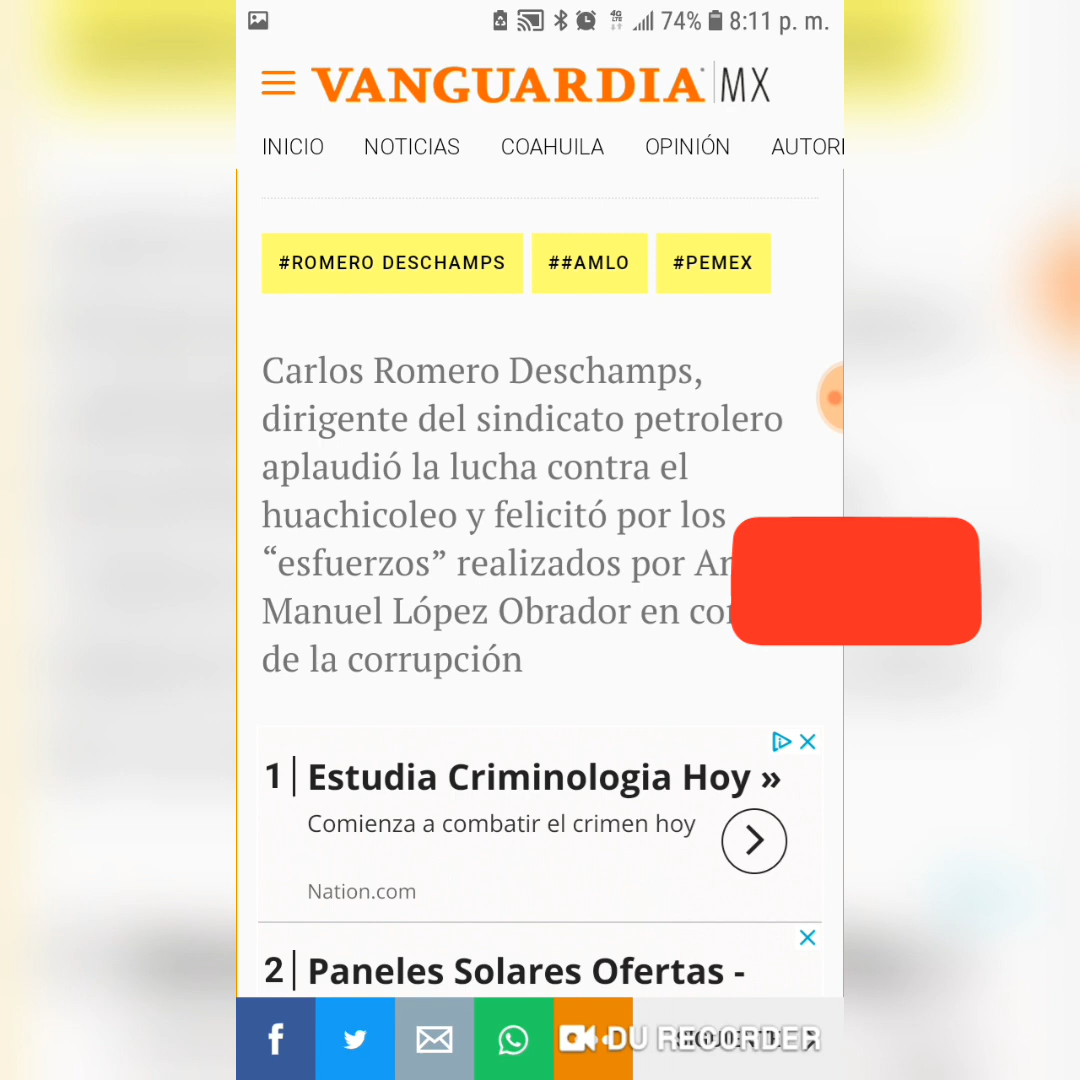 74% 8:11 p. m.
VANGUARDIA MX
INICIO NOTICIAS COAHUILA OPINIÓN AUTORI
#ROMERO DESCHAMPS ##AMLO #PEMEX
Carlos Romero Deschamps,
dirigente del sindicato petrolero
aplaudió la lucha contra el
huachicoleo y felicitó por los
“esfuerzos” realizados por
Manuel López Obrador en
de la corrupción
1 Estudia Criminologia Hoy »
Comienza a combatir el crimen hoy
Nation.com
2 Paneles Solares Ofertas -
DU RECORDER